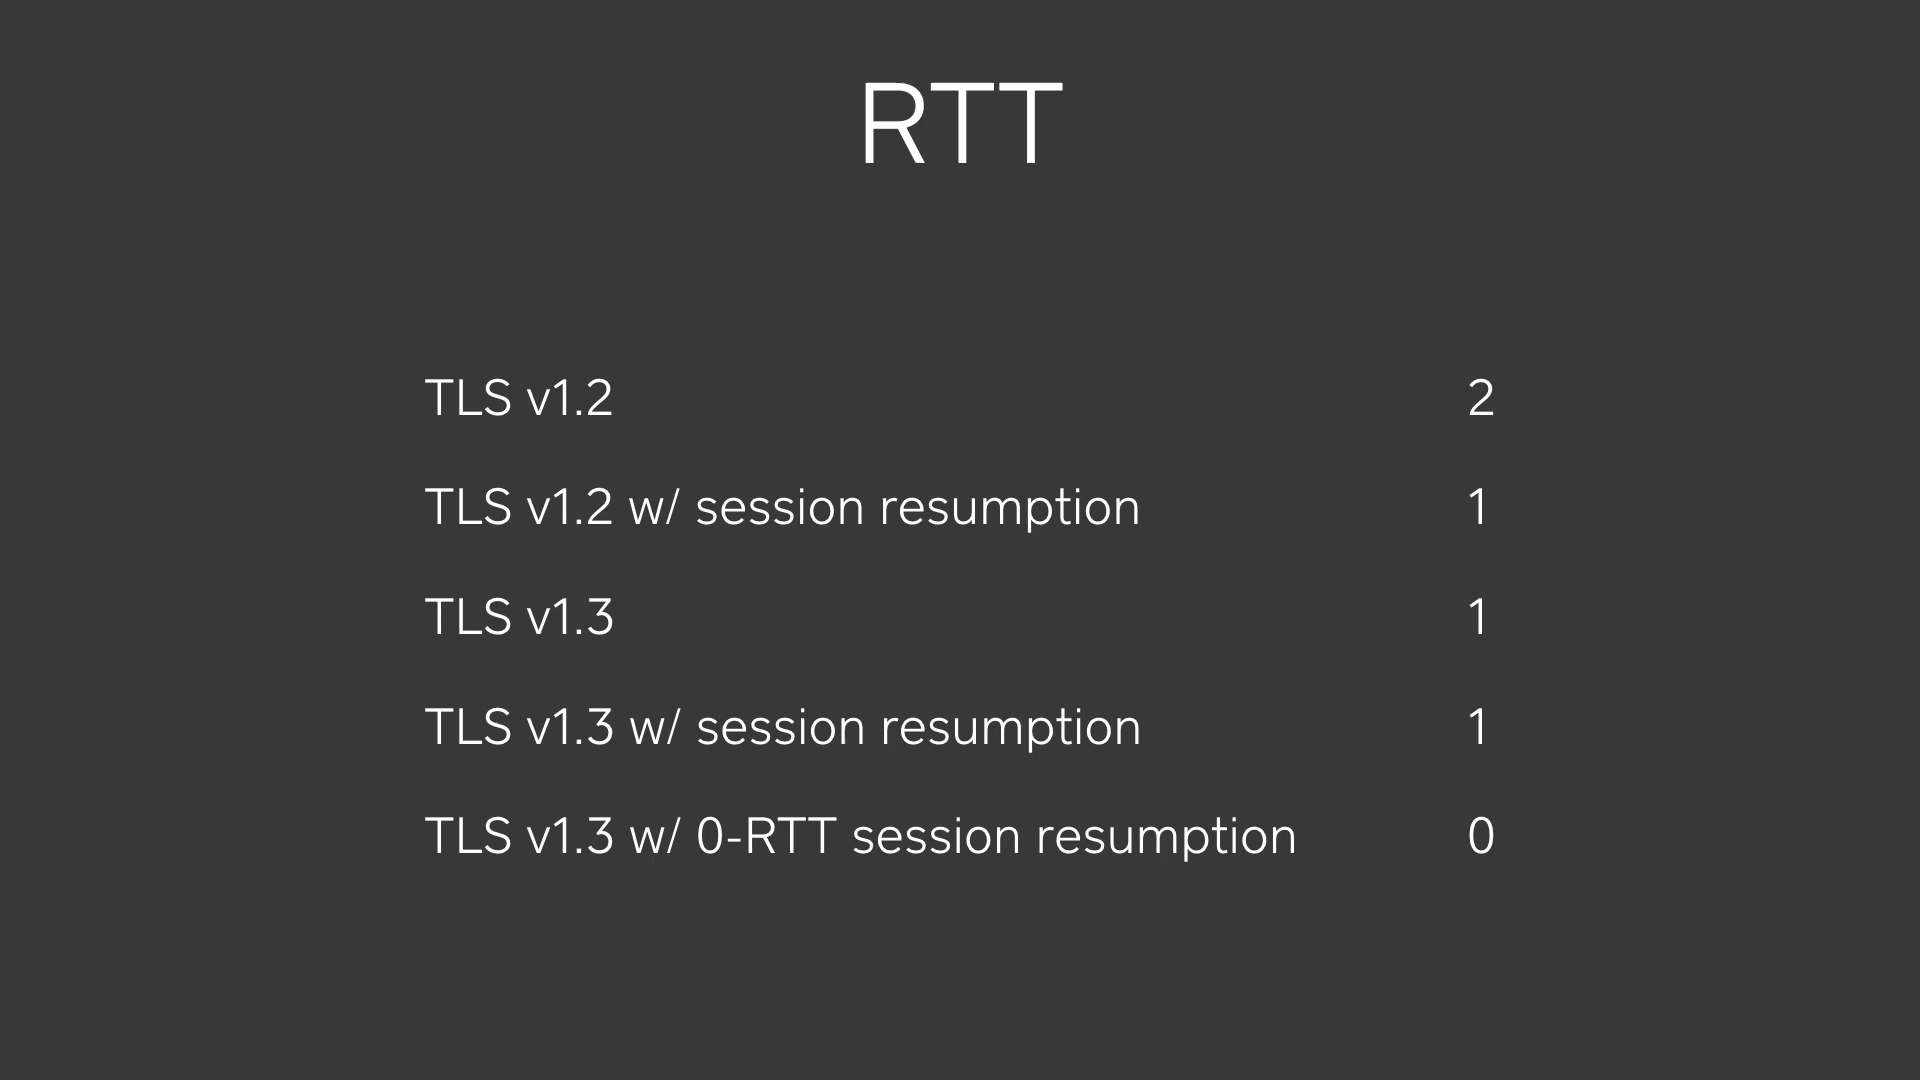 RTT
TLS v1.2 2
TLS v1.2 w/ session resumption 1
TLS v1.3 1
TLS v1.3 w/ session resumption 1
TLS v1.3 w/ 0-RTT session resumption 0